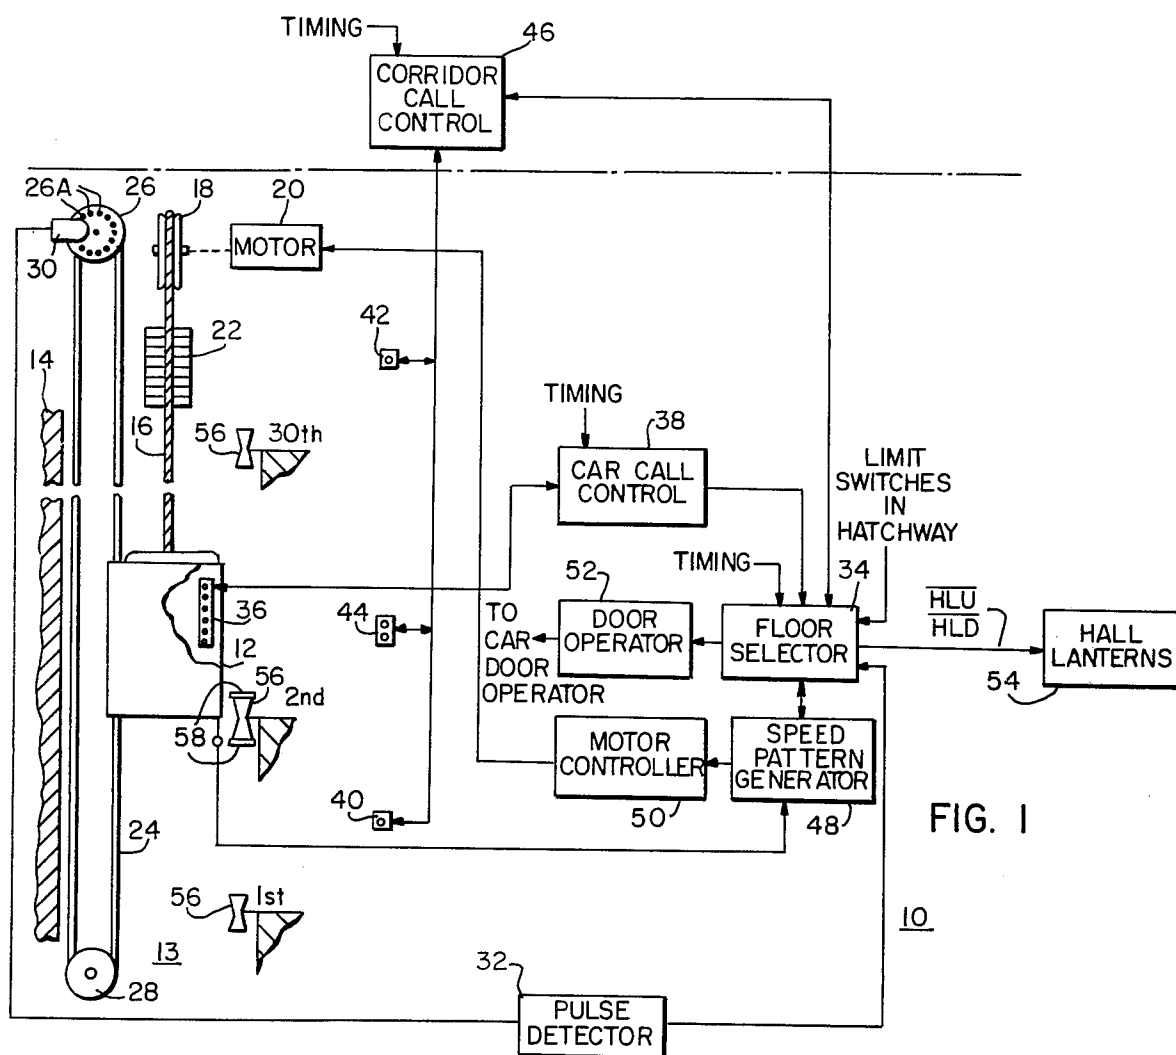 TIMING
46
CORRIDOR
CALL
CONTROL
26A
26
18
20
MOTOR
30
22
42
14
16
56
30th
TIMING
38
CAR CALL
CONTROL
LIMIT
SWITCHES
IN
HATCHWAY
TIMING
52
34
36
44
TO
CAR
DOOR
OPERATOR
DOOR
OPERATOR
FLOOR
SELECTOR
HLU
HLD
HALL
LANTERNS
54
12
56
2nd
58
MOTOR
CONTROLLER
50
SPEED
PATTERN
GENERATOR
48
40
FIG. 1
24
56
1st
10
13
28
32
PULSE
DETECTOR